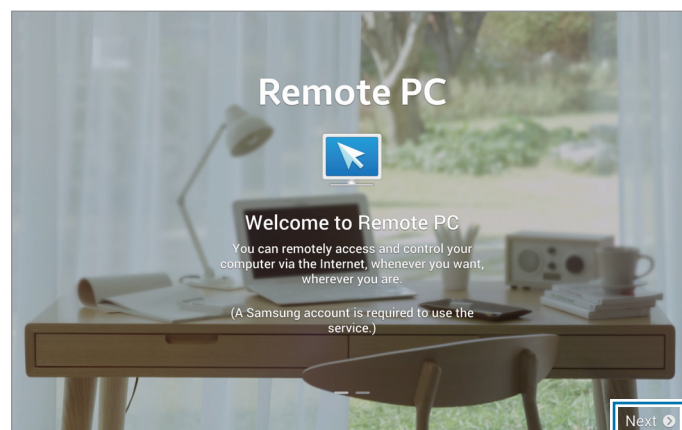 Remote PC
Welcome to Remote PC
You can remotely access and control your
computer via the Internet, whenever you want,
wherever you are.
(A Samsung account is required to use the
service.)
Next